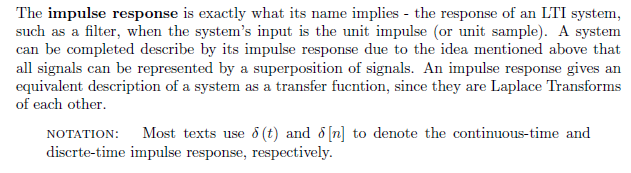 The impulse response is exactly what its name implies - the response of an LTI system,
such as a filter, when the system's input is the unit impulse (or unit sample). A system
can be completed describe by its impulse response due to the idea mentioned above that
all signals can be represented by a superposition of signals. An impulse response gives an
equivalent description of a system as a transfer fucntion, since they are Laplace Transforms
of each other.
NOTATION: Most texts use δ(t) and δ[n] to denote the continuous-time and
discrte-time impulse response, respectively.